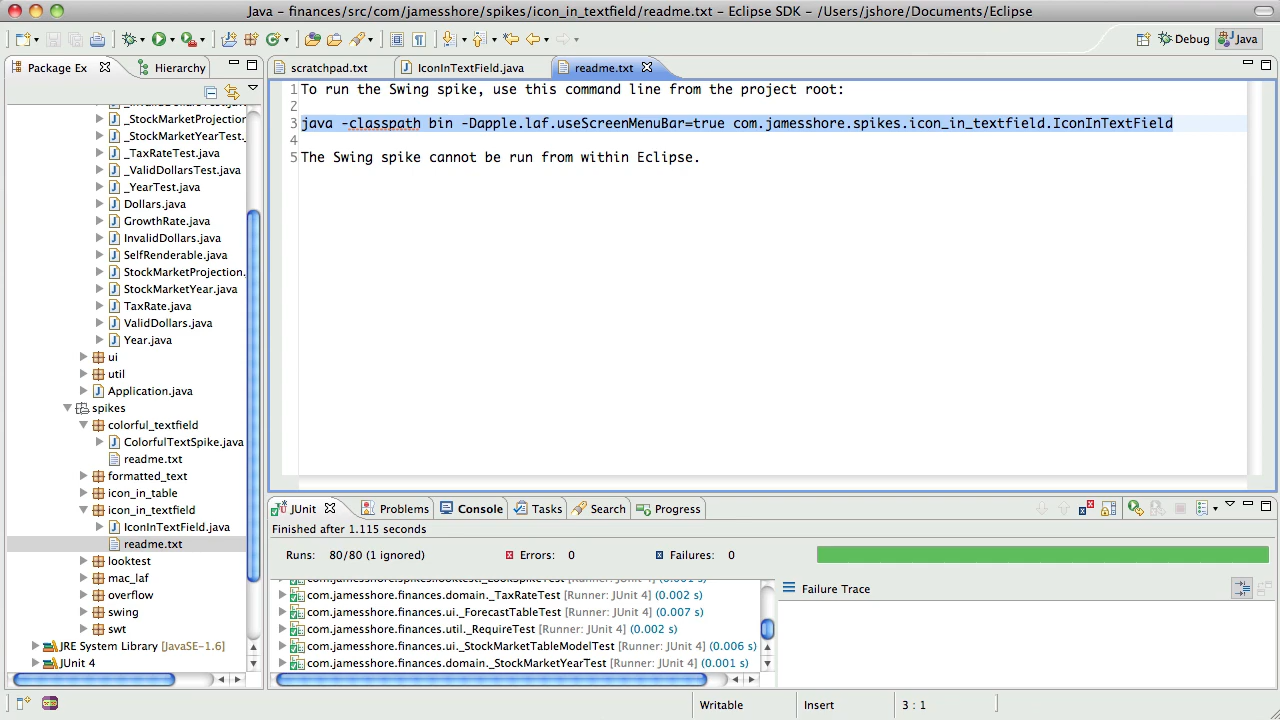 Java – finances/src/com/jamesshore/spikes/icon_in_textfield/readme.txt – Eclipse SDK – /Users/jshore/Documents/Eclipse
Debug
Java
Package Ex
Hierarchy
_StockMarketProjection
_StockMarketYearTest.
_TaxRateTest.java
_ValidDollarsTest.java
_YearTest.java
Dollars.java
GrowthRate.java
InvalidDollars.java
SelfRenderable.java
StockMarketProjection.
StockMarketYear.java
TaxRate.java
ValidDollars.java
Year.java
ui
util
Application.java
spikes
colorful_textfield
ColorfulTextSpike.java
readme.txt
formatted_text
icon_in_table
icon_in_textfield
IconInTextField.java
readme.txt
looktest
mac_laf
overflow
swing
swt
JRE System Library [JavaSE-1.6]
JUnit 4
scratchpad.txt
IconInTextField.java
readme.txt
1 To run the Swing spike, use this command line from the project root:
2
3 java -classpath bin -Dapple.laf.useScreenMenuBar=true com.jamesshore.spikes.icon_in_textfield.IconInTextField
4
5 The Swing spike cannot be run from within Eclipse.
JUnit
Problems
Console
Tasks
Search
Progress
Finished after 1.115 seconds
Runs: 80/80 (1 ignored)
Errors: 0
Failures: 0
com.jamesshore.finances.domain._TaxRateTest [Runner: JUnit 4] (0.002 s)
com.jamesshore.finances.ui._ForecastTableTest [Runner: JUnit 4] (0.007 s)
com.jamesshore.finances.util._RequireTest [Runner: JUnit 4] (0.002 s)
com.jamesshore.finances.ui._StockMarketTableModelTest [Runner: JUnit 4] (0.006 s)
com.jamesshore.finances.domain._StockMarketYearTest [Runner: JUnit 4] (0.001 s)
Failure Trace
Writable
Insert
3 : 1